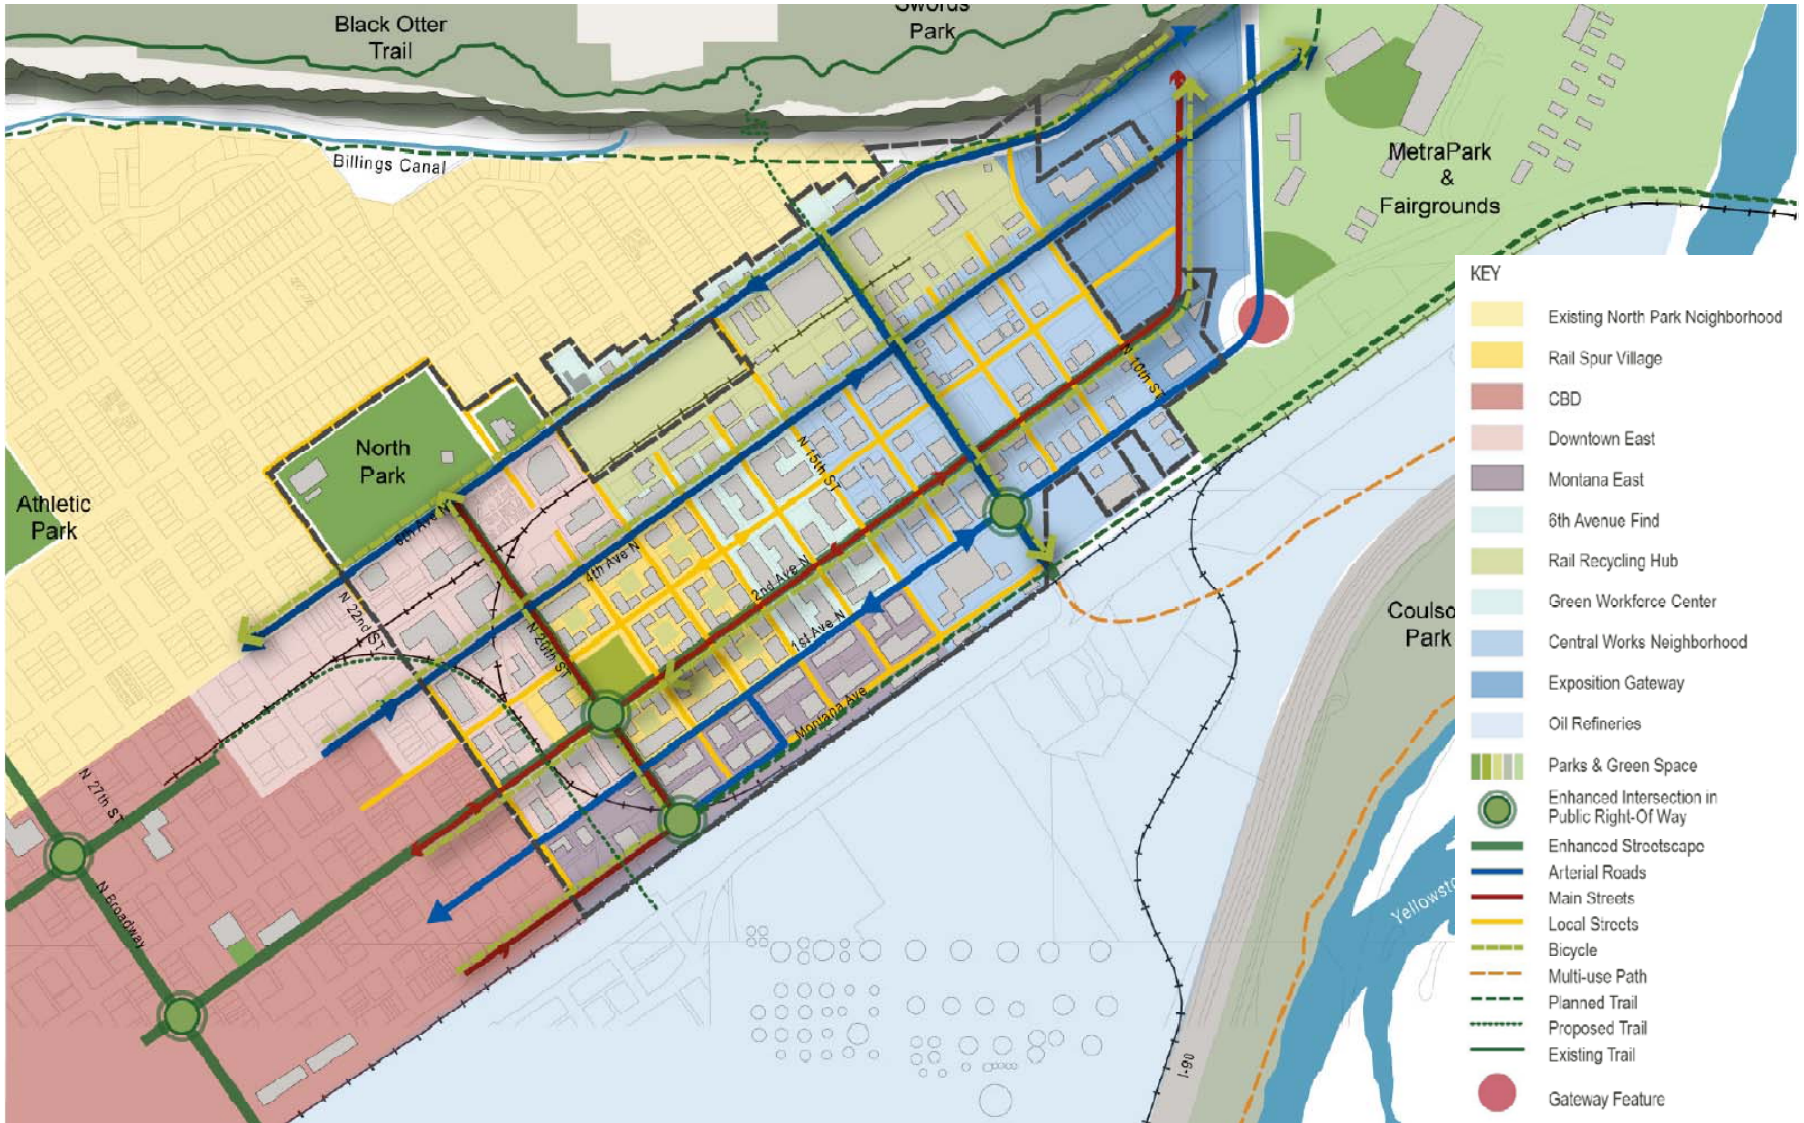 Black Otter
Trail
Swords
Park
Billings Canal
MetraPark
&
Fairgrounds
North
Park
Athletic
Park
6th Ave N
4th Ave N
2nd Ave N
1st Ave N
Montana Ave
N 10th ST
N 15th ST
N 20th ST
N 22nd ST
N 27th ST
N Broadway
Coulso
Park
Yellowsto
I-90
KEY
Existing North Park Neighborhood
Rail Spur Village
CBD
Downtown East
Montana East
6th Avenue Find
Rail Recycling Hub
Green Workforce Center
Central Works Neighborhood
Exposition Gateway
Oil Refineries
Parks & Green Space
Enhanced Intersection in
Public Right-Of Way
Enhanced Streetscape
Arterial Roads
Main Streets
Local Streets
Bicycle
Multi-use Path
Planned Trail
Proposed Trail
Existing Trail
Gateway Feature